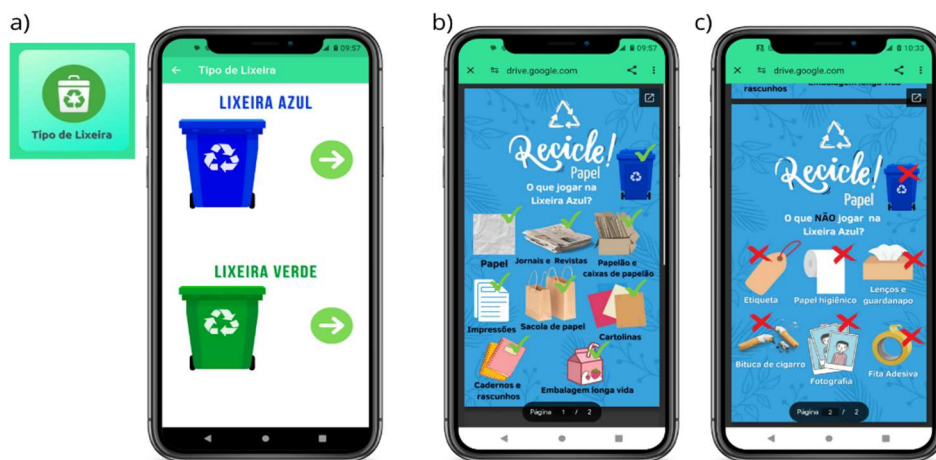 a)
Tipo de Lixeira
09:57
Tipo de Lixeira
LIXEIRA AZUL
LIXEIRA VERDE
b)
09:57
drive.google.com
Recicle!
Papel
O que jogar na
Lixeira Azul?
Papel
Jornais e Revistas
Papelão e
caixas de papelão
Impressões
Sacola de papel
Cartolinas
Cadernos e
rascunhos
Embalagem longa vida
Página 1 / 2
c)
10:33
drive.google.com
rascunhos
Embalagem longa vida
Recicle!
Papel
O que NÃO jogar na
Lixeira Azul?
Etiqueta
Papel higiênico
Lenços e
guardanapo
Bituca de cigarro
Fotografia
Fita Adesiva
Página 2 / 2